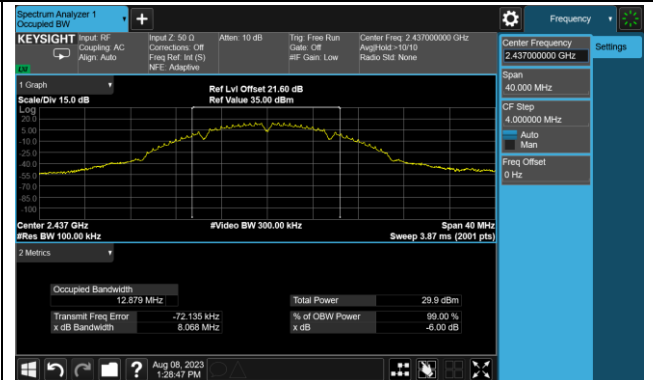 Spectrum Analyzer 1
Occupied BW
Frequency
KEYSIGHT Input: RF
Coupling: AC
Align: Auto
Input Z: 50 Ω
Corrections: Off
Freq Ref: Int (S)
NFE: Adaptive
Atten: 10 dB
Trig: Free Run
Gate: Off
#IF Gain: Low
Center Freq: 2.437000000 GHz
Avg|Hold:>10/10
Radio Std: None
Center Frequency
2.437000000 GHz
Settings
Span
40.000 MHz
CF Step
4.000000 MHz
Auto
Man
Freq Offset
0 Hz
1 Graph
Scale/Div 15.0 dB
Ref Lvl Offset 21.60 dB
Ref Value 35.00 dBm
Log
20.0
5.00
-10.0
-25.0
-40.0
-55.0
-70.0
-85.0
-100
Center 2.437 GHz
#Res BW 100.00 kHz
#Video BW 300.00 kHz
Span 40 MHz
Sweep 3.87 ms (2001 pts)
2 Metrics
Occupied Bandwidth
12.879 MHz
Transmit Freq Error -72.135 kHz
x dB Bandwidth 8.068 MHz
Total Power 29.9 dBm
% of OBW Power 99.00 %
x dB -6.00 dB
?
Aug 08, 2023
1:28:47 PM